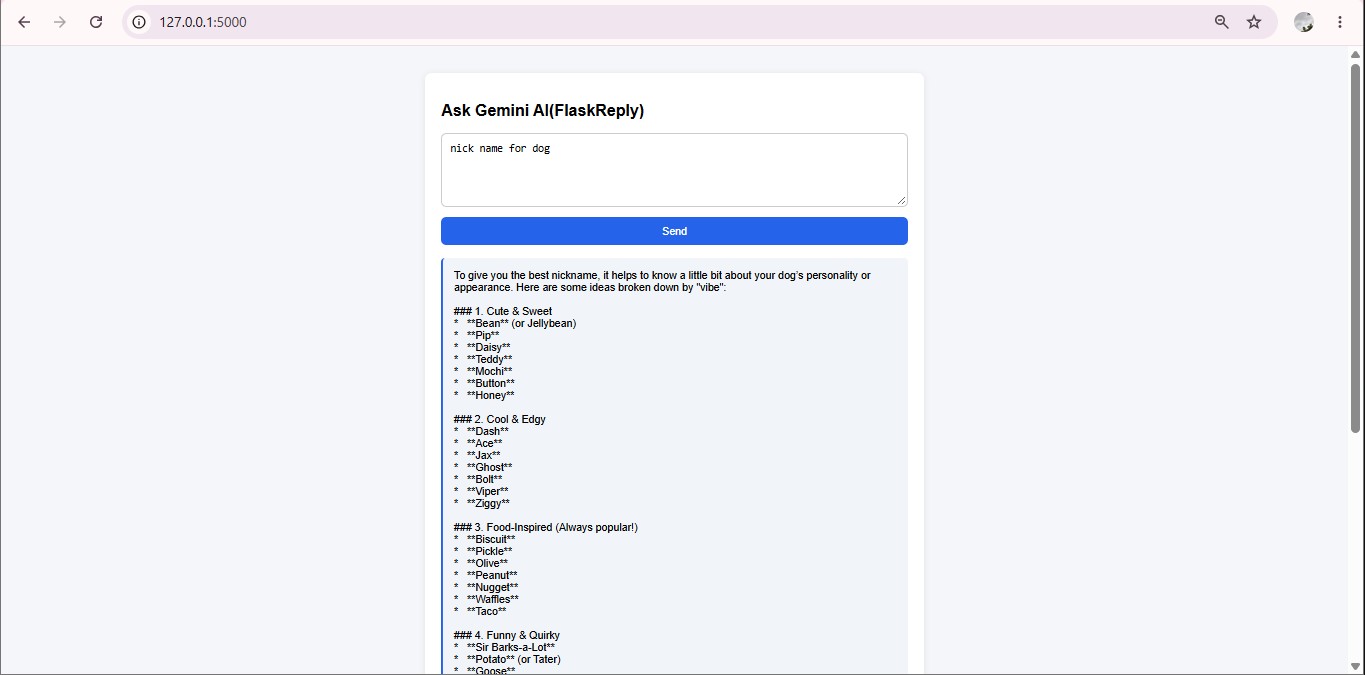 127.0.0.1:5000
Ask Gemini AI(FlaskReply)
nick name for dog
Send
To give you the best nickname, it helps to know a little bit about your dog's personality or
appearance. Here are some ideas broken down by "vibe":
### 1. Cute & Sweet
*   **Bean** (or Jellybean)
*   **Pip**
*   **Daisy**
*   **Teddy**
*   **Mochi**
*   **Button**
*   **Honey**
### 2. Cool & Edgy
*   **Dash**
*   **Ace**
*   **Jax**
*   **Ghost**
*   **Bolt**
*   **Viper**
*   **Ziggy**
### 3. Food-Inspired (Always popular!)
*   **Biscuit**
*   **Pickle**
*   **Olive**
*   **Peanut**
*   **Nugget**
*   **Waffles**
*   **Taco**
### 4. Funny & Quirky
*   **Sir Barks-a-Lot**
*   **Potato** (or Tater)
*   **Goose**